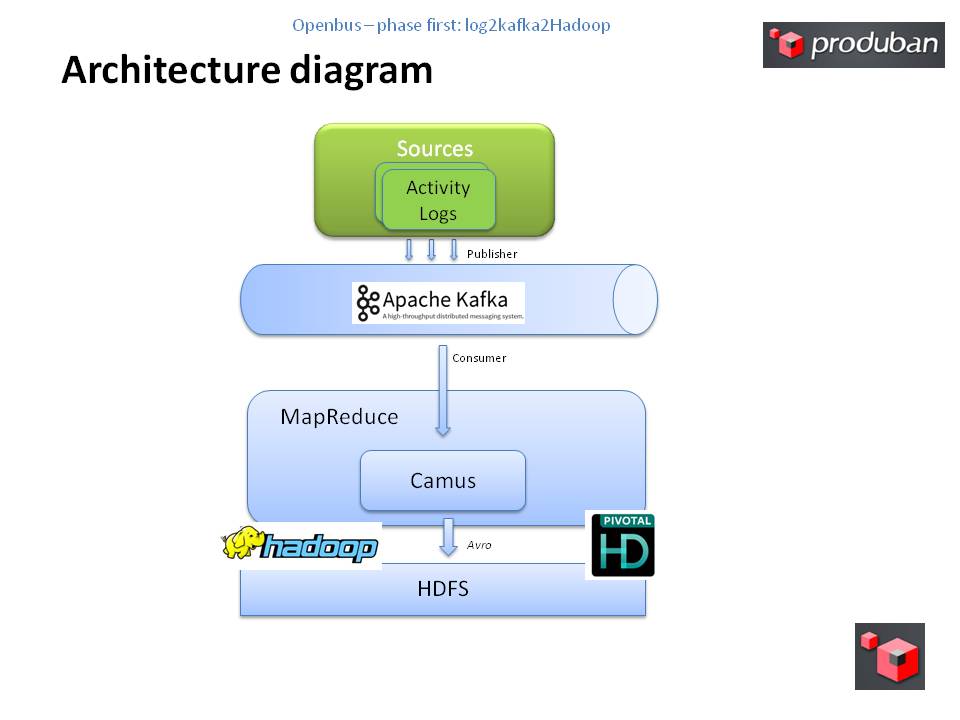 Openbus – phase first: log2kafka2Hadoop
produban
Architecture diagram
Sources
Activity
Logs
Publisher
Apache Kafka
A high-throughput distributed messaging system.
Consumer
MapReduce
Camus
hadoop
Avro
PIVOTAL
HD
HDFS